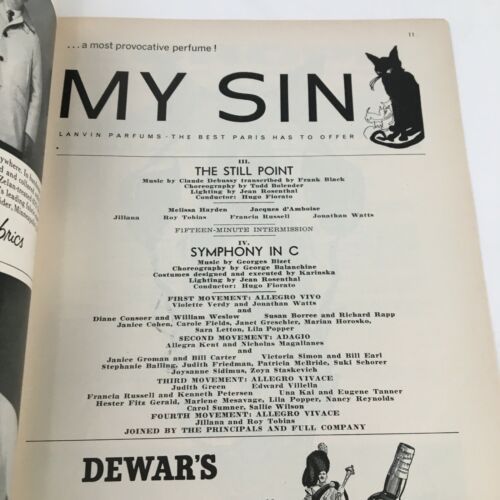 11
...a most provocative perfume!
MY SIN
LANVIN PARFUMS · THE BEST PARIS HAS TO OFFER
III.
THE STILL POINT
Music by Claude Debussy transcribed by Frank Black
Choreography by Todd Bolender
Lighting by Jean Rosenthal
Conductor: Hugo Fiorato
Melissa Hayden Jacques d'Amboise
Jillana Roy Tobias Francia Russell Jonathan Watts
FIFTEEN-MINUTE INTERMISSION
IV.
SYMPHONY IN C
Music by Georges Bizet
Choreography by George Balanchine
Costumes designed and executed by Karinska
Lighting by Jean Rosenthal
Conductor: Hugo Fiorato
FIRST MOVEMENT: ALLEGRO VIVO
Violette Verdy and Jonathan Watts
and
Diane Consoer and William Weslow Susan Borree and Richard Rapp
Janice Cohen, Carole Fields, Janet Greschler, Marian Horosko,
Sara Letton, Lila Popper
SECOND MOVEMENT: ADAGIO
Allegra Kent and Nicholas Magallanes
and
Janice Groman and Bill Carter Victoria Simon and Bill Earl
Stephanie Balling, Judith Friedman, Patricia McBride, Suki Schorer
Joysanne Sidimus, Zoya Staskevich
THIRD MOVEMENT: ALLEGRO VIVACE
Judith Green Edward Villella
Francia Russell and Kenneth Petersen Una Kai and Eugene Tanner
Hester Fitz Gerald, Marlene Mesavage, Lila Popper, Nancy Reynolds
Carol Sumner, Sallie Wilson
FOURTH MOVEMENT: ALLEGRO VIVACE
Jillana and Roy Tobias
JOINED BY THE PRINCIPALS AND FULL COMPANY
DEWAR'S